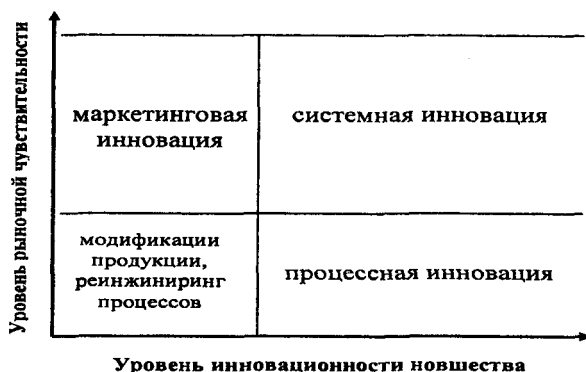 Уровень рыночной чувствительности
маркетинговая
инновация
системная инновация
модификации
продукции,
реинжиниринг
процессов
процессная инновация
Уровень инновационности новшества